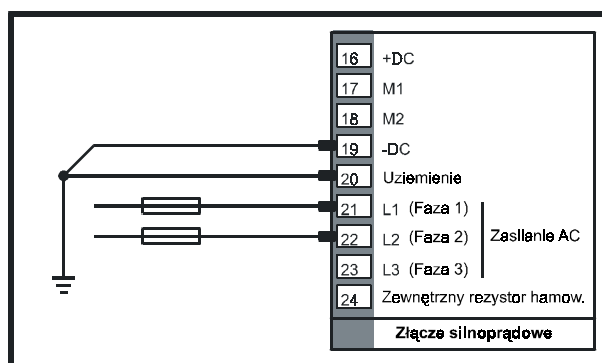 16 +DC
17 M1
18 M2
19 -DC
20 Uziemienie
21 L1 (Faza 1)
22 L2 (Faza 2) Zasilanie AC
23 L3 (Faza 3)
24 Zewnętrzny rezystor hamow.
Złącze silnoprądowe